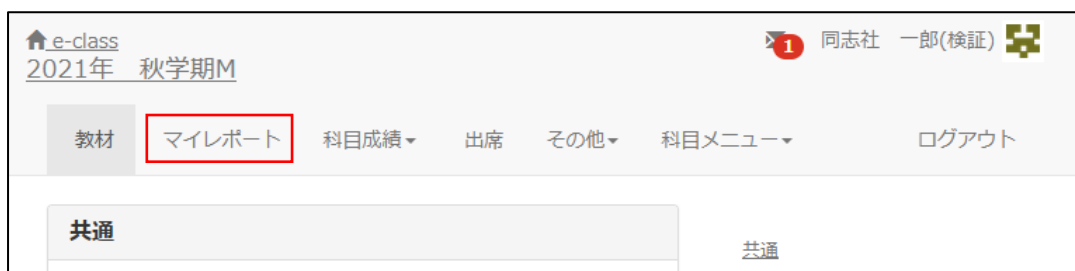 e-class
1 同志社 一郎(検証)
2021年 秋学期M
教材 マイレポート 科目成績 出席 その他 科目メニュー ログアウト
共通
共通